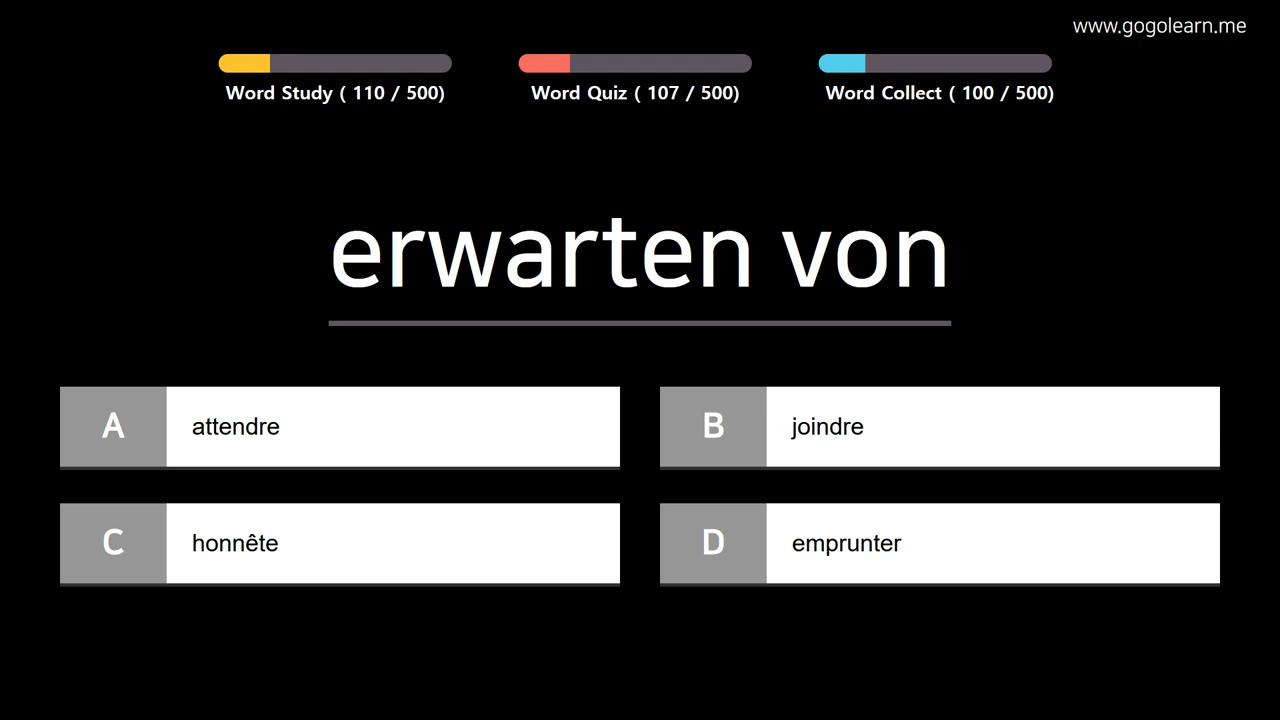 www.gogolearn.me
Word Study ( 110 / 500)
Word Quiz ( 107 / 500)
Word Collect ( 100 / 500)
erwarten von
A attendre
B joindre
C honnête
D emprunter